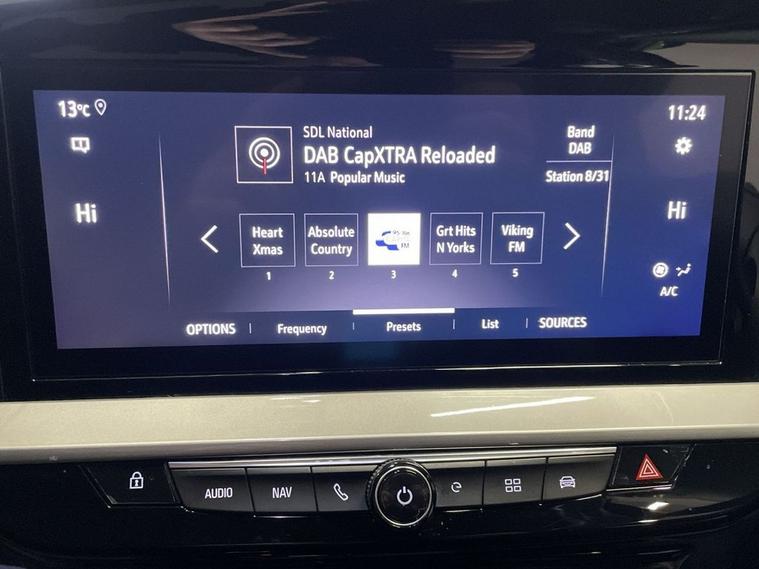 13°C
11:24
SDL National
DAB CapXTRA Reloaded
11A Popular Music
Band
DAB
Station 8/31
Hi
Hi
Heart
Xmas
Absolute
Country
FM
Grt Hits
N Yorks
Viking
FM
1
2
3
4
5
A/C
OPTIONS
Frequency
Presets
List
SOURCES
AUDIO
NAV